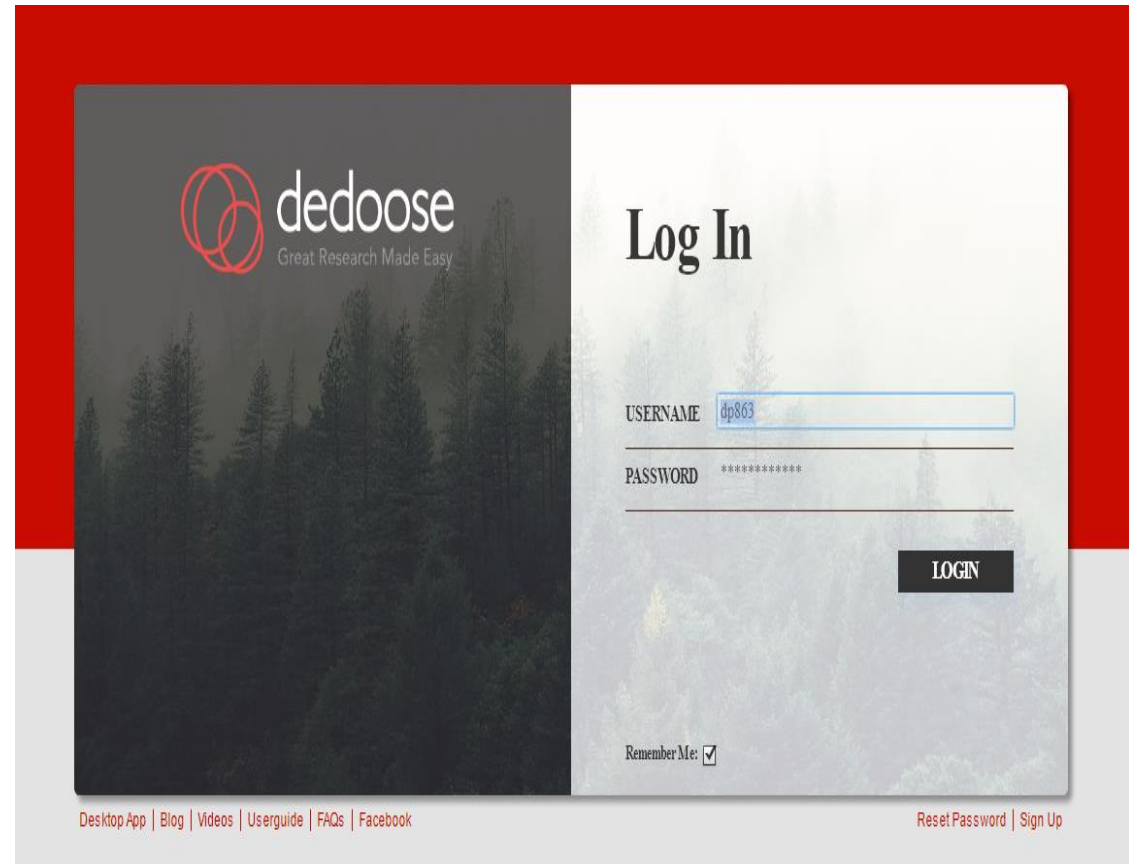 dedoose
Great Research Made Easy
Log In
USERNAME dp863
PASSWORD ************
LOGIN
Remember Me:
Desktop App | Blog | Videos | Userguide | FAQs | Facebook
Reset Password | Sign Up